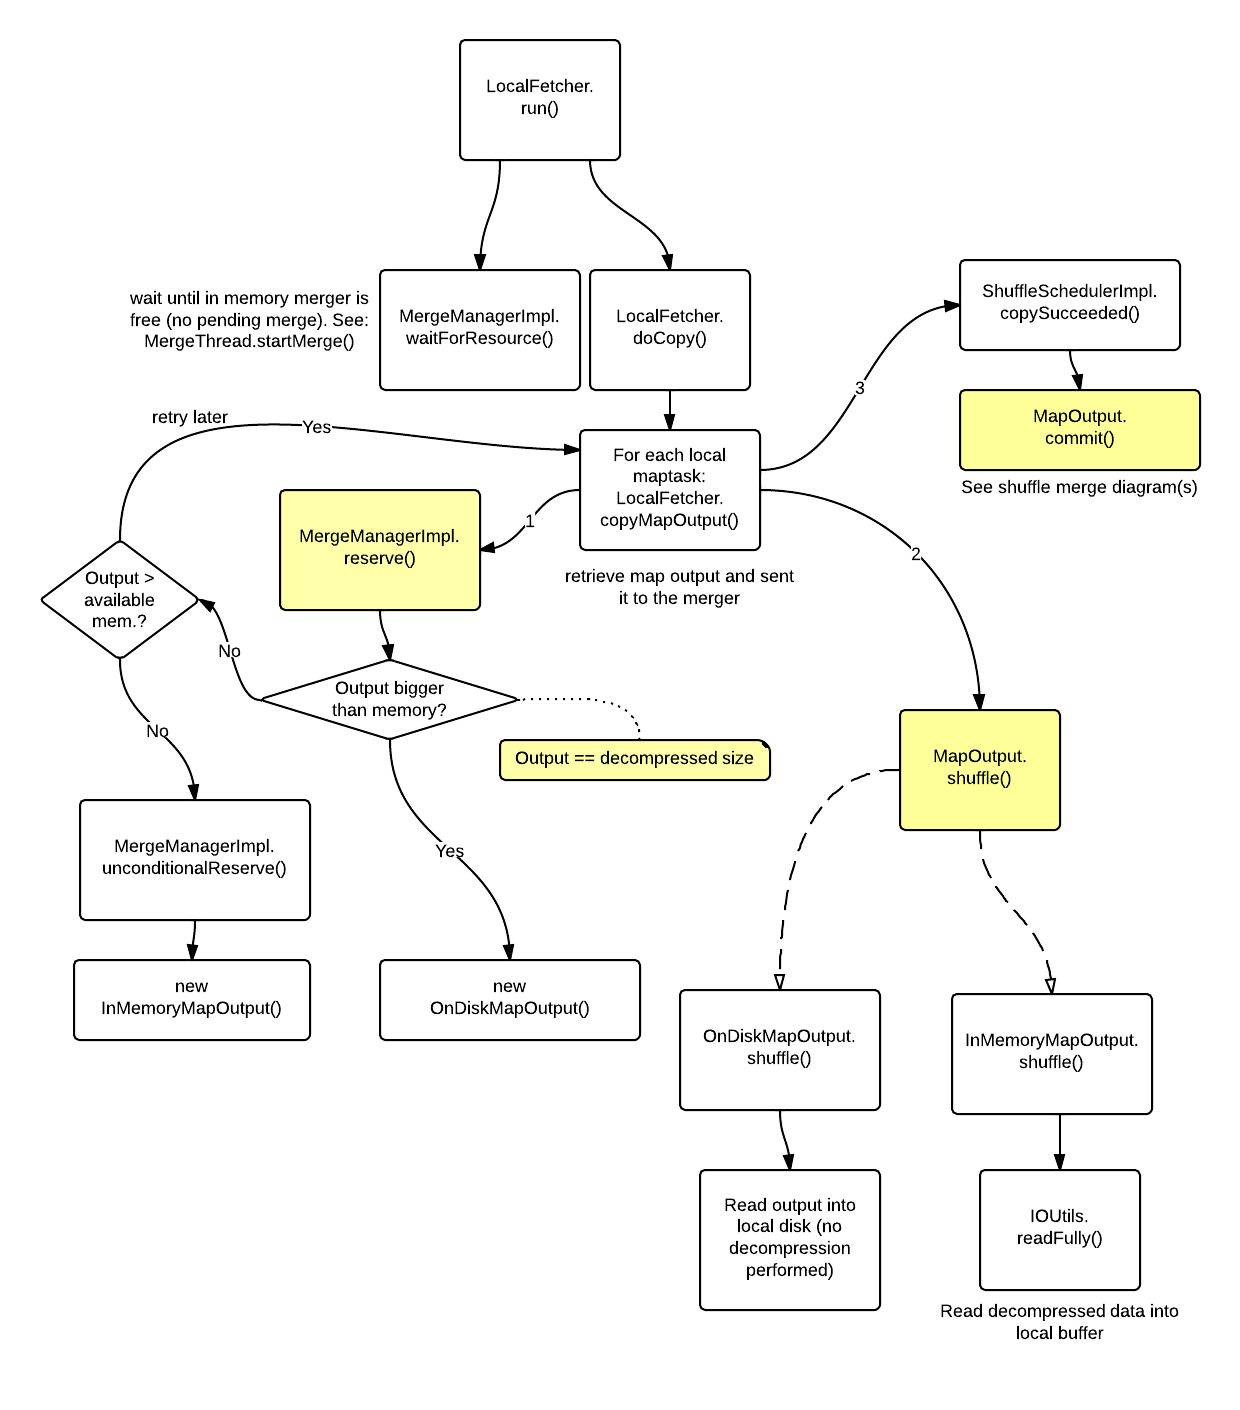 LocalFetcher.
run()
wait until in memory merger is
free (no pending merge). See:
MergeThread.startMerge()
MergeManagerImpl.
waitForResource()
LocalFetcher.
doCopy()
ShuffleSchedulerImpl.
copySucceeded()
3
MapOutput.
commit()
See shuffle merge diagram(s)
retry later
Yes
For each local
maptask:
LocalFetcher.
copyMapOutput()
1
MergeManagerImpl.
reserve()
2
retrieve map output and sent
it to the merger
Output >
available
mem.?
No
Output bigger
than memory?
No
Output == decompressed size
MapOutput.
shuffle()
MergeManagerImpl.
unconditionalReserve()
Yes
new
InMemoryMapOutput()
new
OnDiskMapOutput()
OnDiskMapOutput.
shuffle()
InMemoryMapOutput.
shuffle()
Read output into
local disk (no
decompression
performed)
IOUtils.
readFully()
Read decompressed data into
local buffer